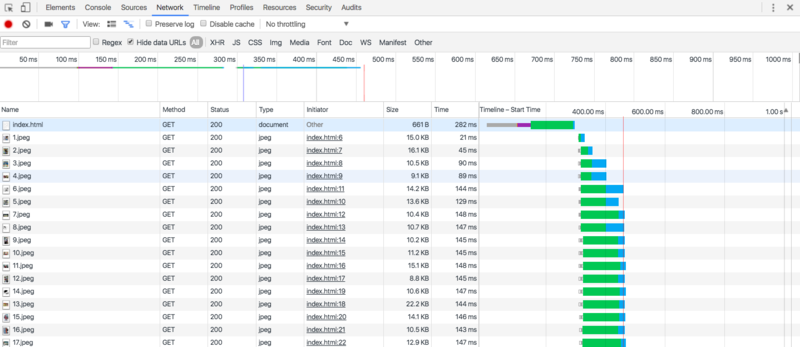 Elements Console Sources Network Timeline Profiles Resources Security Audits
View: Preserve log Disable cache No throttling
Filter Regex Hide data URLs All XHR JS CSS Img Media Font Doc WS Manifest Other
50 ms 100 ms 150 ms 200 ms 250 ms 300 ms 350 ms 400 ms 450 ms 500 ms 550 ms 600 ms 650 ms 700 ms 750 ms 800 ms 850 ms 900 ms 950 ms 1000 ms
Name Method Status Type Initiator Size Time Timeline – Start Time 400.00 ms 600.00 ms 800.00 ms 1.00 s
index.html GET 200 document Other 661 B 282 ms
1.jpeg GET 200 jpeg index.html:6 15.0 KB 21 ms
2.jpeg GET 200 jpeg index.html:7 16.1 KB 45 ms
3.jpeg GET 200 jpeg index.html:8 10.5 KB 90 ms
4.jpeg GET 200 jpeg index.html:9 9.1 KB 89 ms
6.jpeg GET 200 jpeg index.html:11 14.2 KB 144 ms
5.jpeg GET 200 jpeg index.html:10 13.6 KB 129 ms
7.jpeg GET 200 jpeg index.html:12 10.4 KB 148 ms
8.jpeg GET 200 jpeg index.html:13 10.7 KB 147 ms
9.jpeg GET 200 jpeg index.html:14 10.2 KB 145 ms
10.jpeg GET 200 jpeg index.html:15 11.2 KB 145 ms
11.jpeg GET 200 jpeg index.html:16 15.1 KB 148 ms
12.jpeg GET 200 jpeg index.html:17 8.8 KB 145 ms
14.jpeg GET 200 jpeg index.html:19 10.6 KB 147 ms
13.jpeg GET 200 jpeg index.html:18 22.2 KB 144 ms
15.jpeg GET 200 jpeg index.html:20 14.1 KB 146 ms
16.jpeg GET 200 jpeg index.html:21 10.5 KB 143 ms
17.jpeg GET 200 jpeg index.html:22 12.9 KB 147 ms